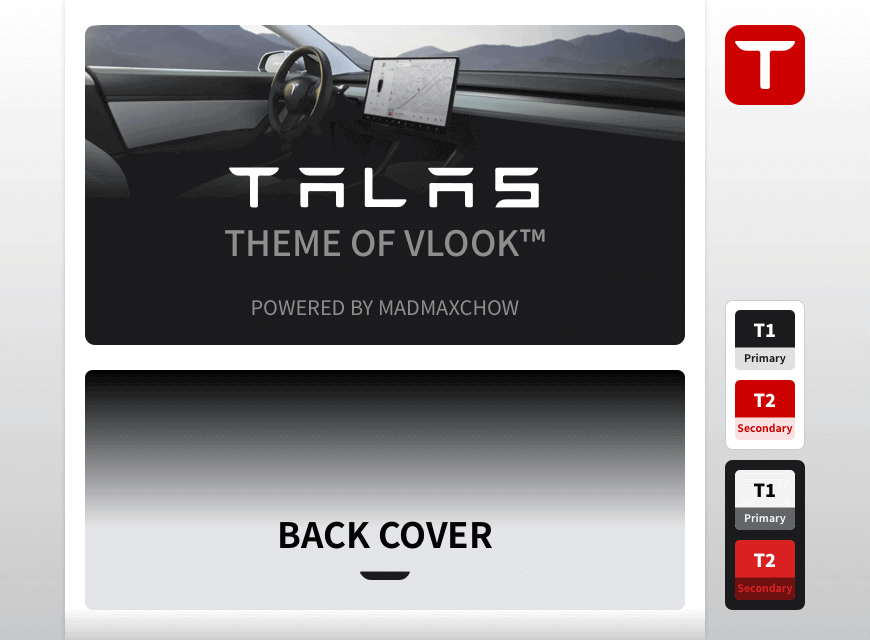 TALAS
THEME OF VLOOK™
POWERED BY MADMAXCHOW
BACK COVER
T
T1
Primary
T2
Secondary
T1
Primary
T2
Secondary